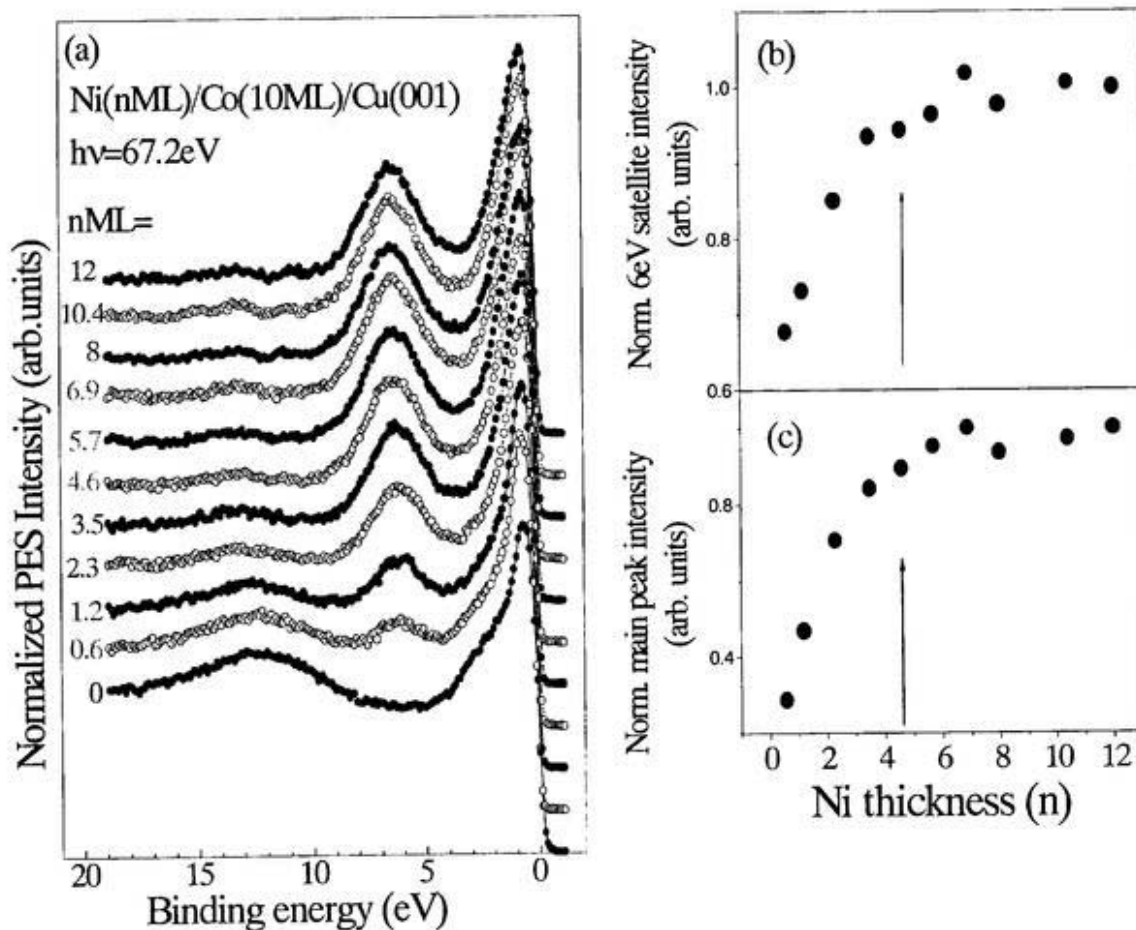 (a)
Ni(nML)/Co(10ML)/Cu(001)
hν=67.2eV
nML=
12
10.4
8
6.9
5.7
4.6
3.5
2.3
1.2
0.6
0
Normalized PES Intensity (arb.units)
20 15 10 5 0
Binding energy (eV)
(b)
Norm. 6eV satellite intensity
(arb. units)
1.0
0.8
0.6
(c)
Norm. main peak intensity
(arb. units)
0.8
0.4
0 2 4 6 8 10 12
Ni thickness (n)